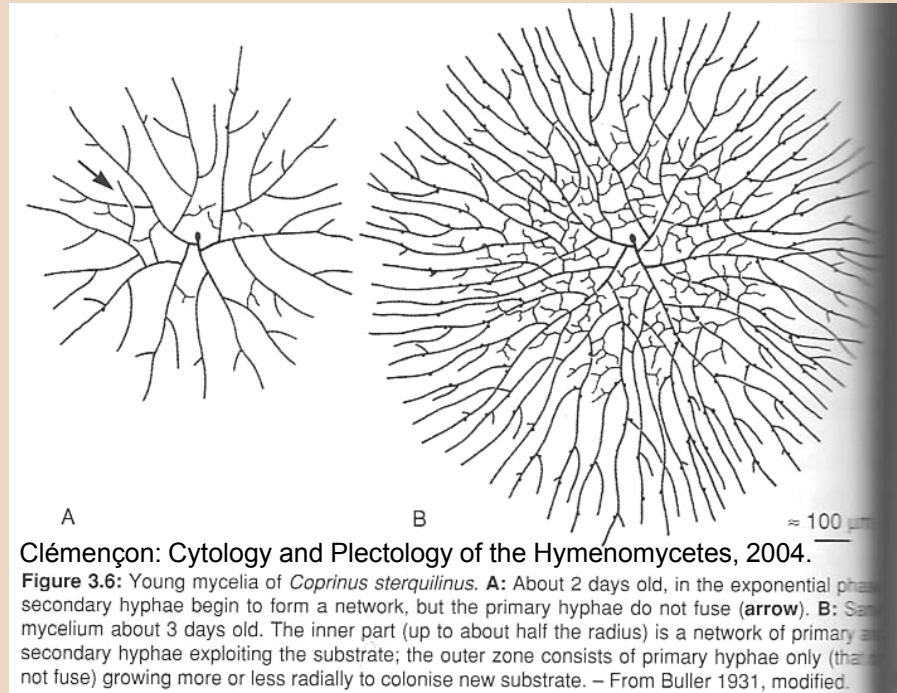 A
B
≈ 100 µm
Clémençon: Cytology and Plectology of the Hymenomycetes, 2004.
Figure 3.6: Young mycelia of Coprinus sterquilinus. A: About 2 days old, in the exponential
secondary hyphae begin to form a network, but the primary hyphae do not fuse (arrow). B:
mycelium about 3 days old. The inner part (up to about half the radius) is a network of primary
secondary hyphae exploiting the substrate; the outer zone consists of primary hyphae only
not fuse) growing more or less radially to colonise new substrate. – From Buller 1931, modified.